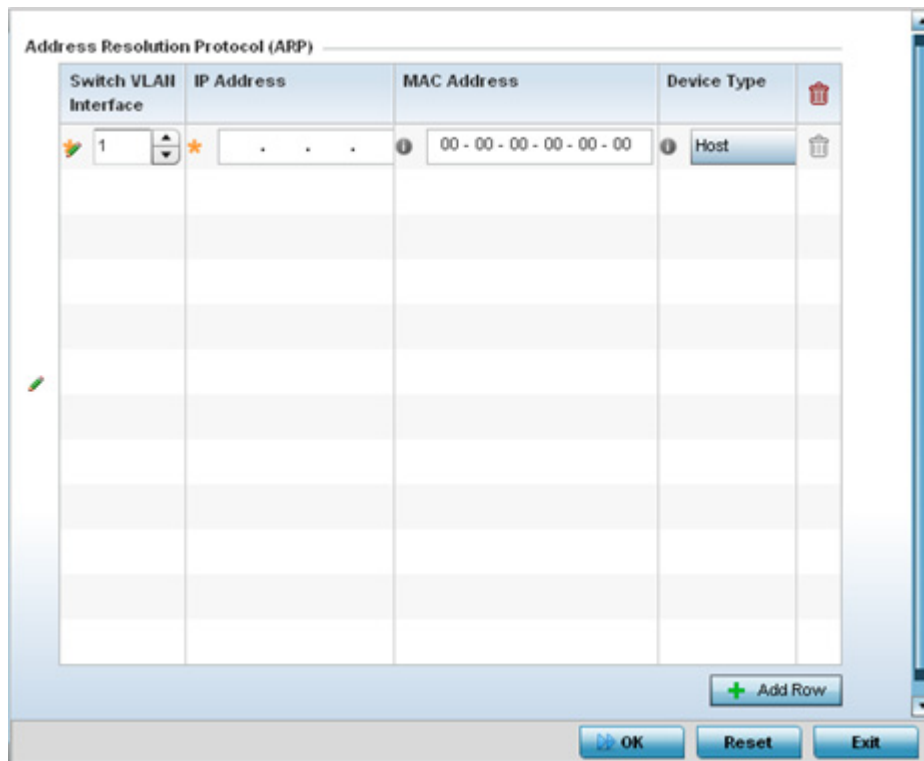 Address Resolution Protocol (ARP)
Switch VLAN Interface
IP Address
MAC Address
Device Type
1
. . .
00 - 00 - 00 - 00 - 00 - 00
Host
Add Row
OK
Reset
Exit